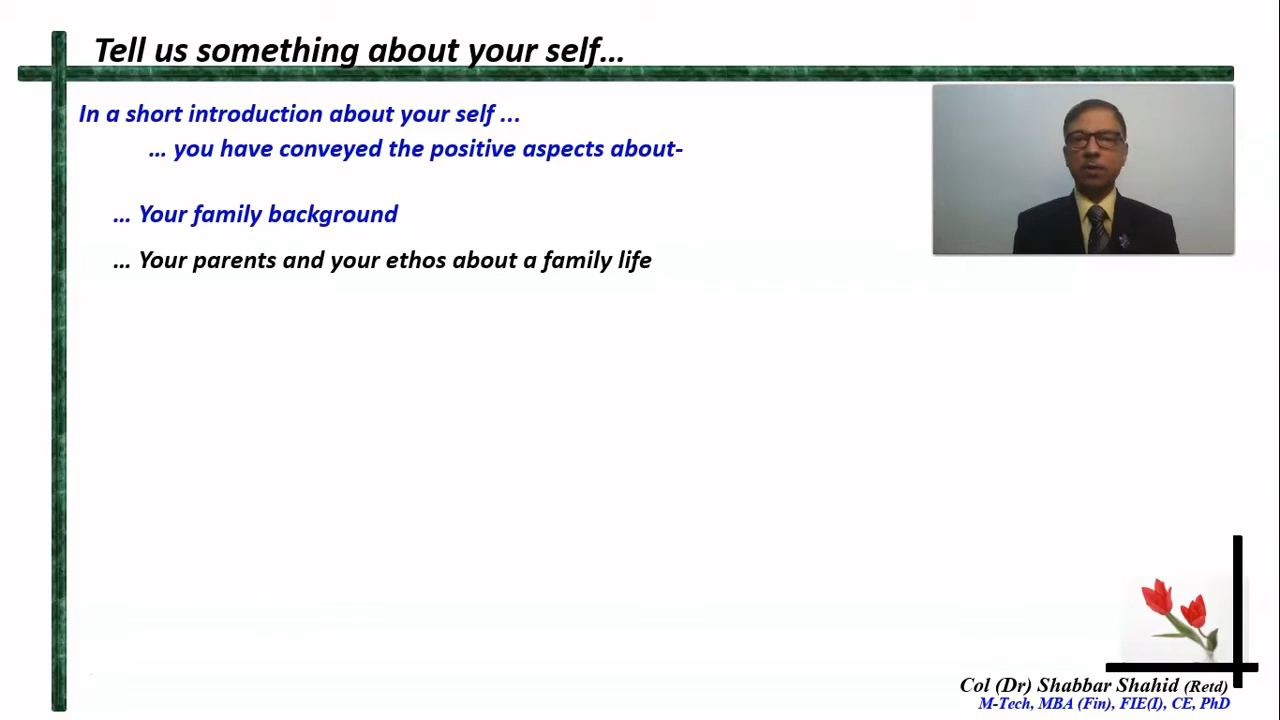 Tell us something about your self...
In a short introduction about your self ...
... you have conveyed the positive aspects about-
... Your family background
... Your parents and your ethos about a family life
Col (Dr) Shabbar Shahid (Retd)
M-Tech, MBA (Fin), FIE(I), CE, PhD